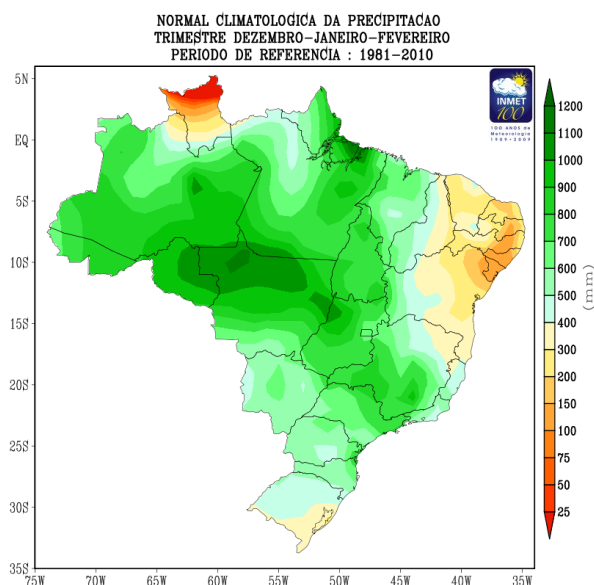 NORMAL CLIMATOLOGICA DA PRECIPITACAO
TRIMESTRE DEZEMBRO-JANEIRO-FEVEREIRO
PERIODO DE REFERENCIA : 1981-2010
5N
EQ
5S
10S
15S
20S
25S
30S
35S
75W 70W 65W 60W 55W 50W 45W 40W 35W
INMET
100
100 ANOS de
Meteorologia
1909-2009
1200
1100
1000
900
800
700
600
500
400
300
200
150
100
75
50
25
(mm)